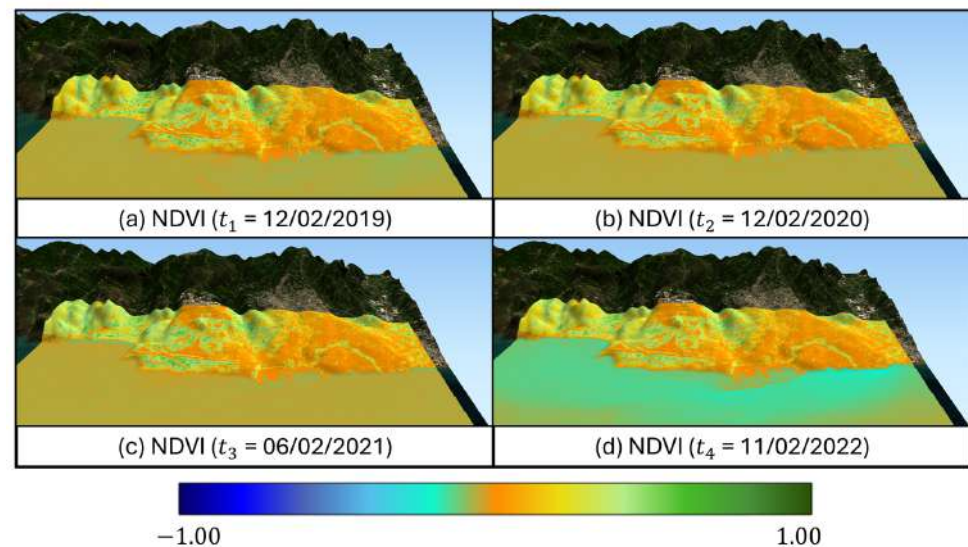 (a) NDVI (t₁ = 12/02/2019)
(b) NDVI (t₂ = 12/02/2020)
(c) NDVI (t₃ = 06/02/2021)
(d) NDVI (t₄ = 11/02/2022)
−1.00 1.00